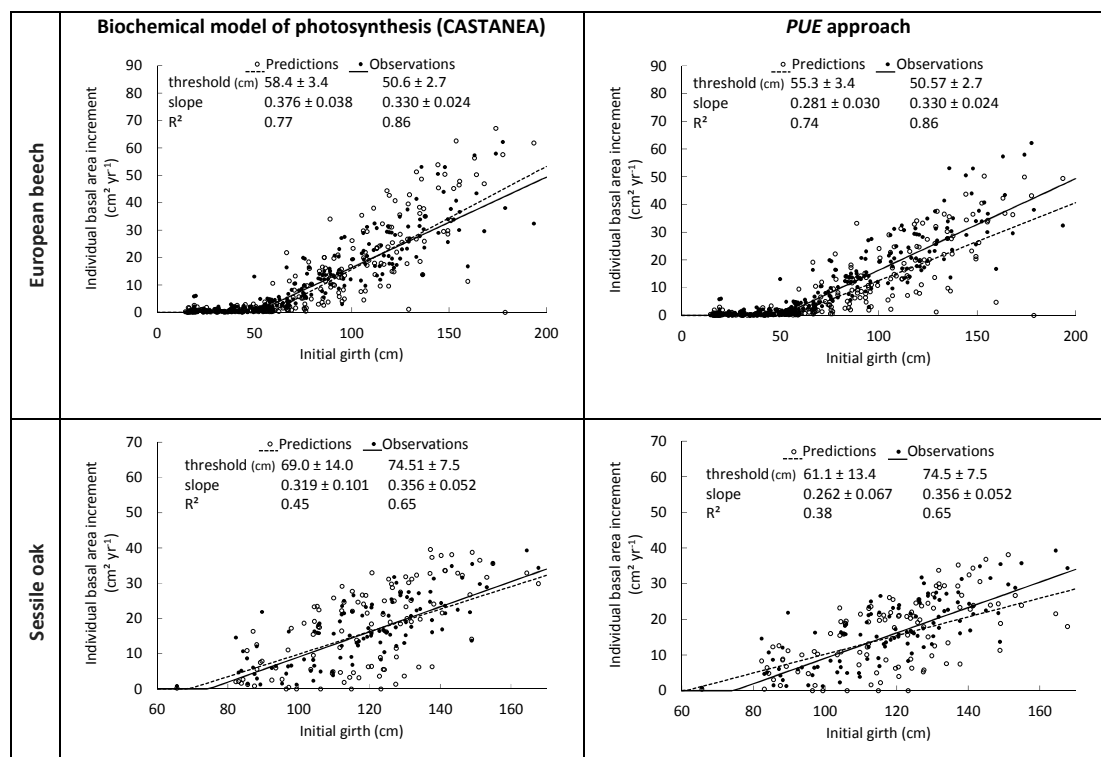 Biochemical model of photosynthesis (CASTANEA)
PUE approach
European beech
Individual basal area increment
(cm² yr⁻¹)
90
80
70
60
50
40
30
20
10
0
Predictions Observations
threshold (cm) 58.4 ± 3.4 50.6 ± 2.7
slope 0.376 ± 0.038 0.330 ± 0.024
R² 0.77 0.86
0 50 100 150 200
Initial girth (cm)
Individual basal area increment
(cm² yr⁻¹)
90
80
70
60
50
40
30
20
10
0
Predictions Observations
threshold (cm) 55.3 ± 3.4 50.57 ± 2.7
slope 0.281 ± 0.030 0.330 ± 0.024
R² 0.74 0.86
0 50 100 150 200
Initial girth (cm)
Sessile oak
Individual basal area increment
(cm² yr⁻¹)
70
60
50
40
30
20
10
0
Predictions Observations
threshold (cm) 69.0 ± 14.0 74.51 ± 7.5
slope 0.319 ± 0.101 0.356 ± 0.052
R² 0.45 0.65
60 80 100 120 140 160
Initial girth (cm)
Individual basal area increment
(cm² yr⁻¹)
70
60
50
40
30
20
10
0
Predictions Observations
threshold (cm) 61.1 ± 13.4 74.5 ± 7.5
slope 0.262 ± 0.067 0.356 ± 0.052
R² 0.38 0.65
60 80 100 120 140 160
Initial girth (cm)